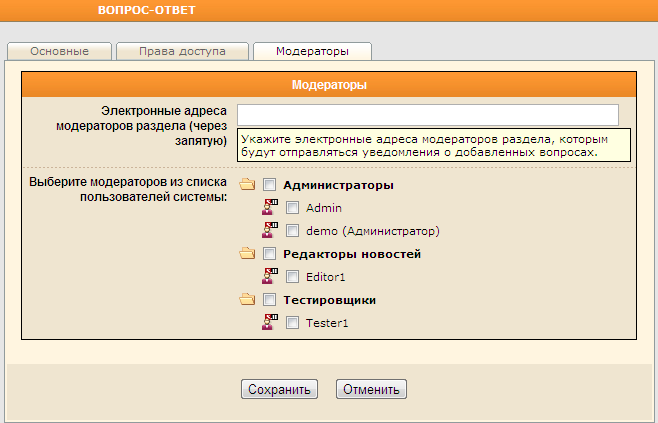 ВОПРОС-ОТВЕТ
Основные
Права доступа
Модераторы
Модераторы
Электронные адреса
модераторов раздела (через
запятую)
Укажите электронные адреса модераторов раздела, которым
будут отправляться уведомления о добавленных вопросах.
Выберите модераторов из списка
пользователей системы:
Администраторы
Admin
demo (Администратор)
Редакторы новостей
Editor1
Тестировщики
Tester1
Сохранить
Отменить